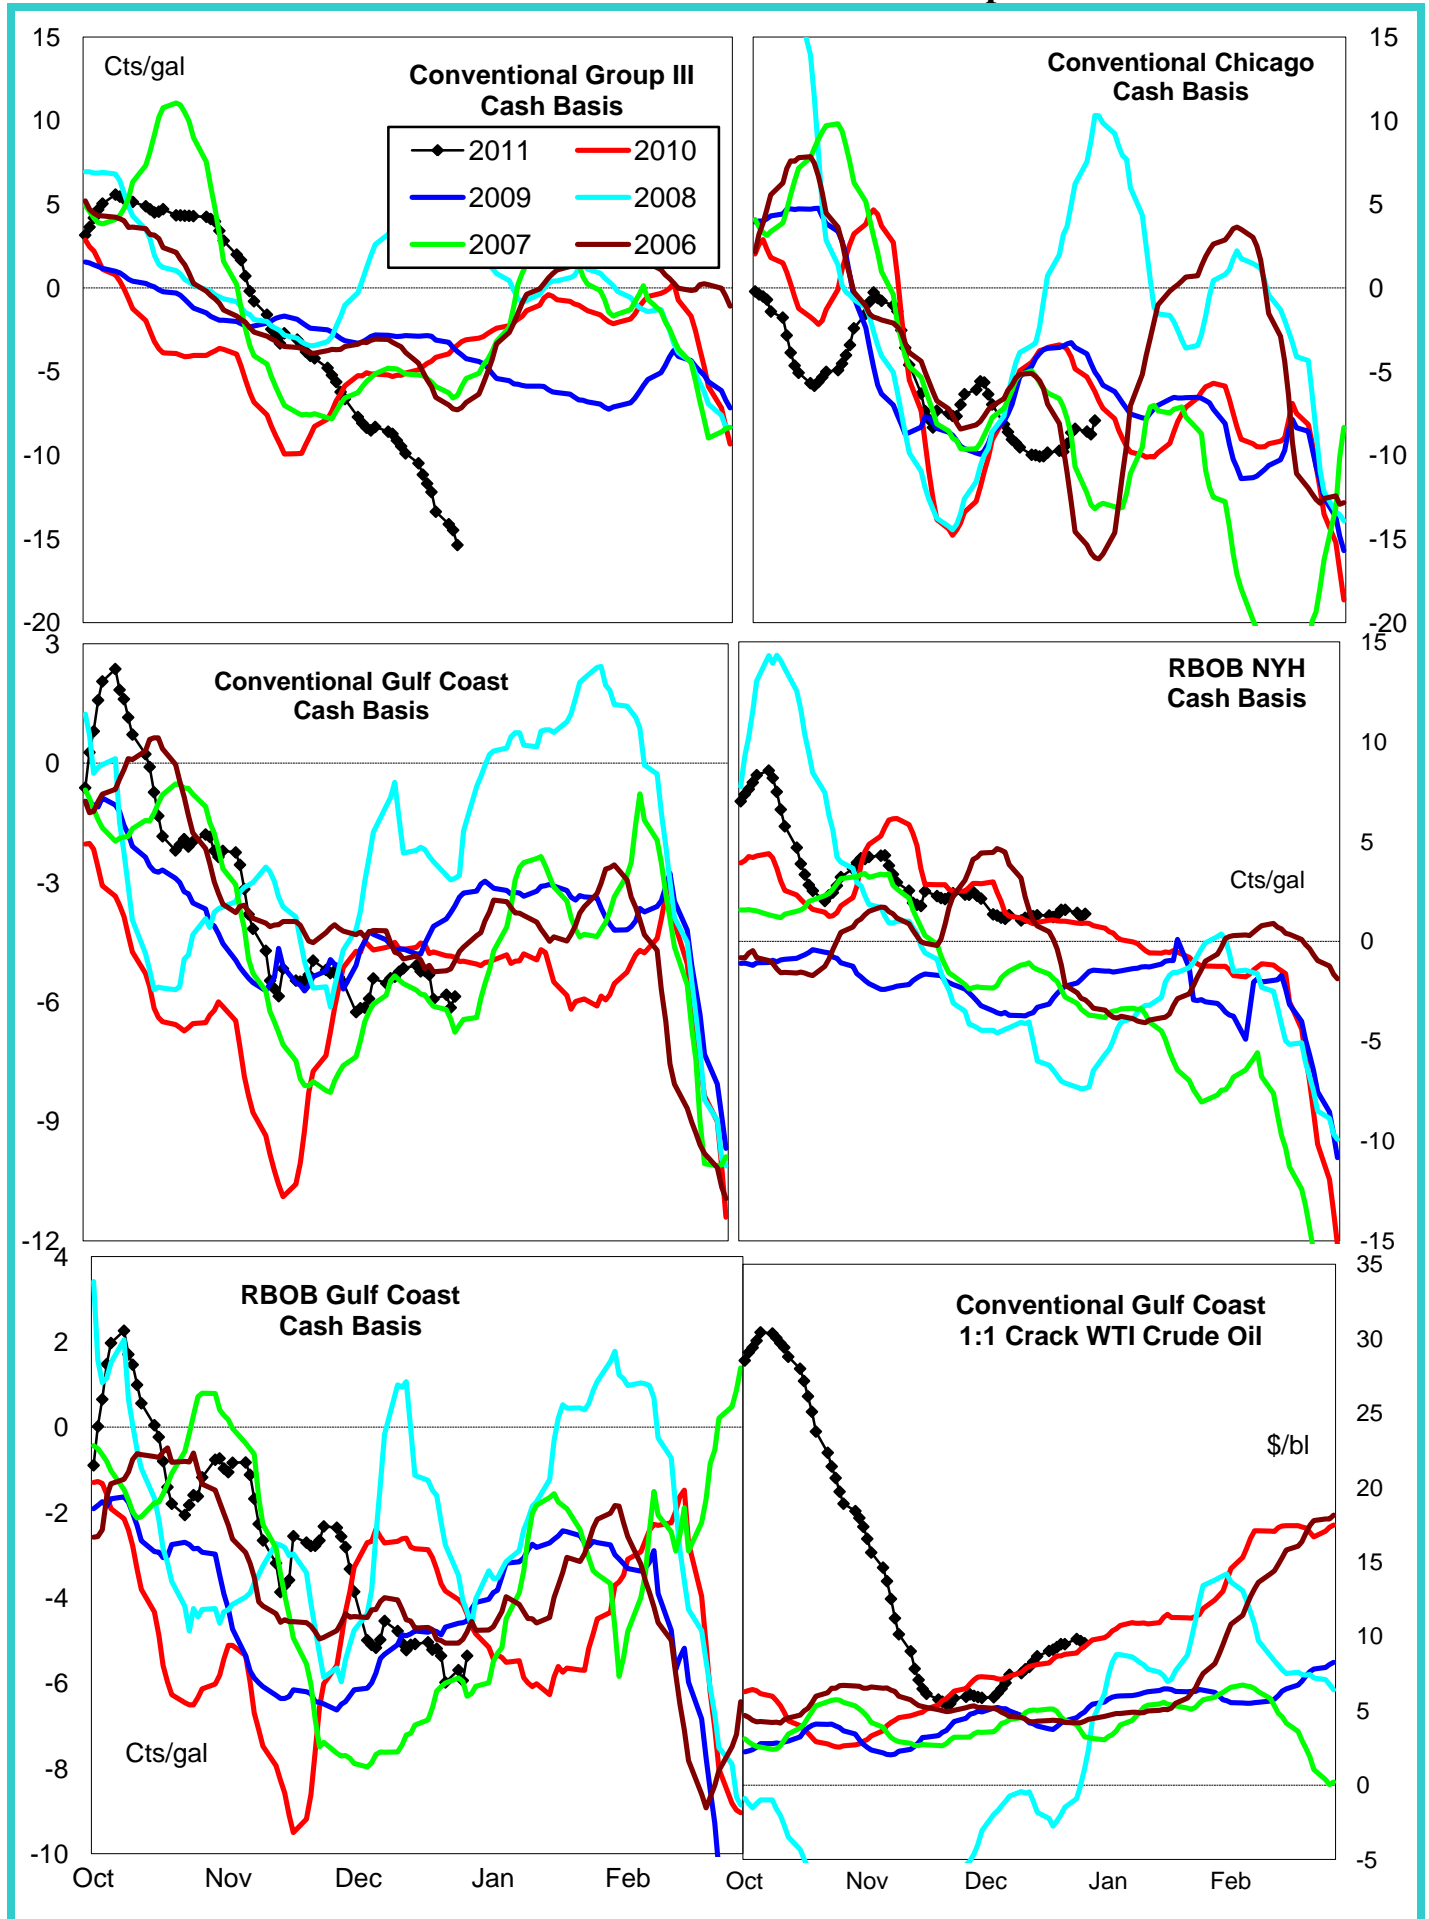 15
10
5
0
-5
-10
-15
-20
Cts/gal
Conventional Group III
Cash Basis
2011
2010
2009
2008
2007
2006
Conventional Chicago
Cash Basis
15
10
5
0
-5
-10
-15
-20
3
0
-3
-6
-9
-12
Conventional Gulf Coast
Cash Basis
RBOB NYH
Cash Basis
Cts/gal
15
10
5
0
-5
-10
-15
4
2
0
-2
-4
-6
-8
-10
RBOB Gulf Coast
Cash Basis
Cts/gal
Oct
Nov
Dec
Jan
Feb
Conventional Gulf Coast
1:1 Crack WTI Crude Oil
$/bl
35
30
25
20
15
10
5
0
-5
Oct
Nov
Dec
Jan
Feb